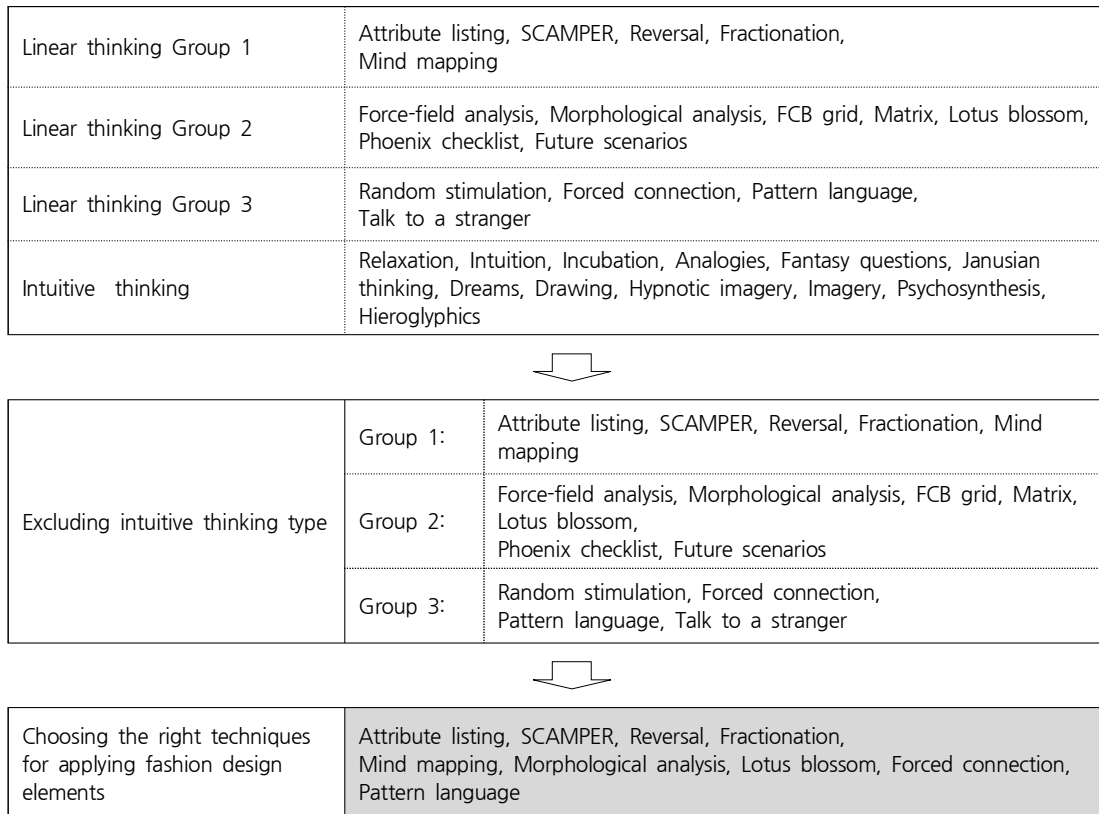 Linear thinking Group 1
Attribute listing, SCAMPER, Reversal, Fractionation,
Mind mapping
Linear thinking Group 2
Force-field analysis, Morphological analysis, FCB grid, Matrix, Lotus blossom,
Phoenix checklist, Future scenarios
Linear thinking Group 3
Random stimulation, Forced connection, Pattern language,
Talk to a stranger
Intuitive thinking
Relaxation, Intuition, Incubation, Analogies, Fantasy questions, Janusian
thinking, Dreams, Drawing, Hypnotic imagery, Imagery, Psychosynthesis,
Hieroglyphics
Excluding intuitive thinking type
Group 1:
Attribute listing, SCAMPER, Reversal, Fractionation, Mind
mapping
Group 2:
Force-field analysis, Morphological analysis, FCB grid, Matrix,
Lotus blossom,
Phoenix checklist, Future scenarios
Group 3:
Random stimulation, Forced connection,
Pattern language, Talk to a stranger
Choosing the right techniques
for applying fashion design
elements
Attribute listing, SCAMPER, Reversal, Fractionation,
Mind mapping, Morphological analysis, Lotus blossom, Forced connection,
Pattern language